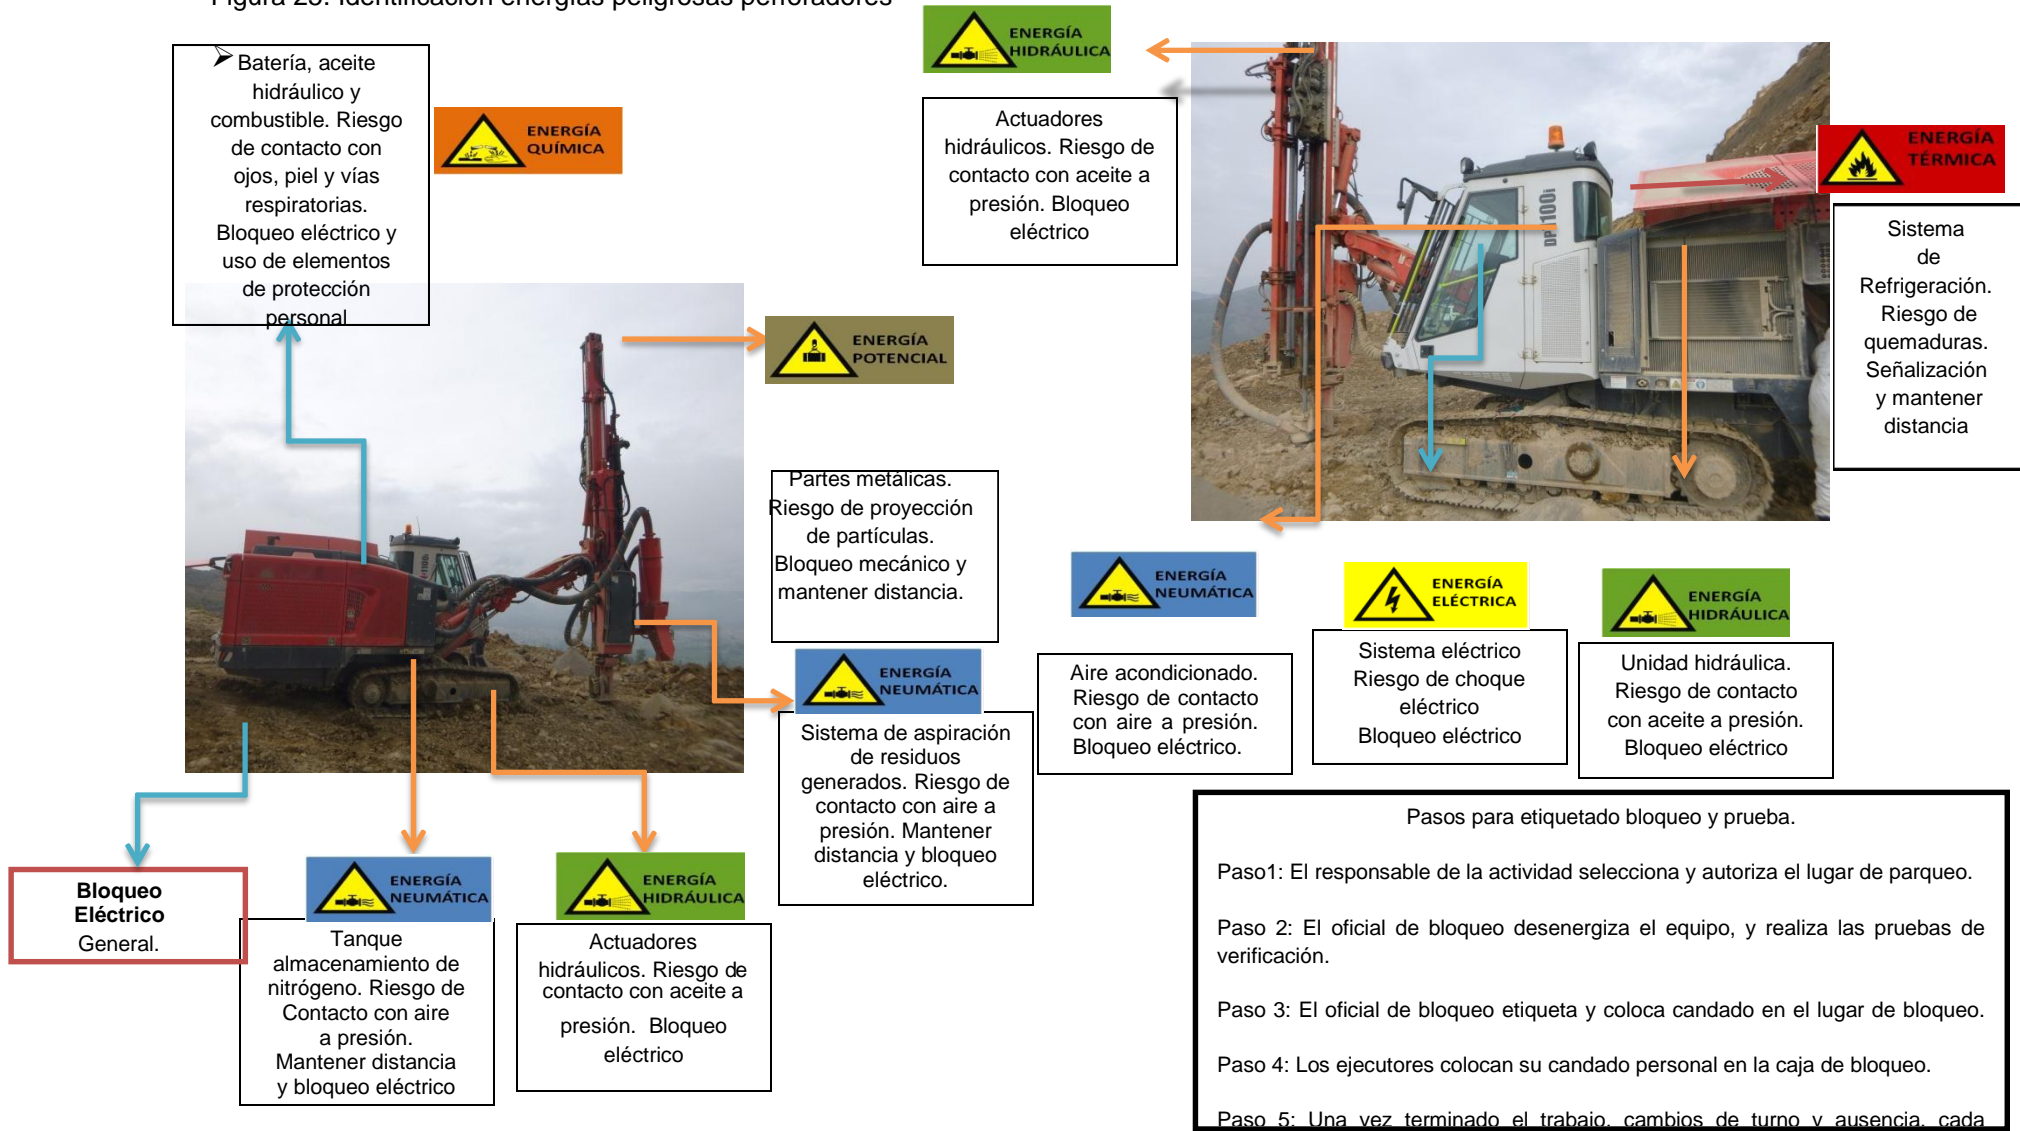 Figura 23. Identificación energías peligrosas perforadores
➢ Batería, aceite
hidráulico y
combustible. Riesgo
de contacto con
ojos, piel y vías
respiratorias.
Bloqueo eléctrico y
uso de elementos
de protección
personal
ENERGÍA
QUÍMICA
ENERGÍA
HIDRÁULICA
Actuadores
hidráulicos. Riesgo de
contacto con aceite a
presión. Bloqueo
eléctrico
ENERGÍA
TÉRMICA
Sistema
de
Refrigeración.
Riesgo de
quemaduras.
Señalización
y mantener
distancia
ENERGÍA
POTENCIAL
Partes metálicas.
Riesgo de proyección
de partículas.
Bloqueo mecánico y
mantener distancia.
ENERGÍA
NEUMÁTICA
Sistema de aspiración
de residuos
generados. Riesgo de
contacto con aire a
presión. Mantener
distancia y bloqueo
eléctrico.
ENERGÍA
NEUMÁTICA
Aire acondicionado.
Riesgo de contacto
con aire a presión.
Bloqueo eléctrico.
ENERGÍA
ELÉCTRICA
Sistema eléctrico
Riesgo de choque
eléctrico
Bloqueo eléctrico
ENERGÍA
HIDRÁULICA
Unidad hidráulica.
Riesgo de contacto
con aceite a presión.
Bloqueo eléctrico
Bloqueo
Eléctrico
General.
ENERGÍA
NEUMÁTICA
Tanque
almacenamiento de
nitrógeno. Riesgo de
Contacto con aire
a presión.
Mantener distancia
y bloqueo eléctrico
ENERGÍA
HIDRÁULICA
Actuadores
hidráulicos. Riesgo de
contacto con aceite a
presión. Bloqueo
eléctrico
Pasos para etiquetado bloqueo y prueba.
Paso1: El responsable de la actividad selecciona y autoriza el lugar de parqueo.
Paso 2: El oficial de bloqueo desenergiza el equipo, y realiza las pruebas de
verificación.
Paso 3: El oficial de bloqueo etiqueta y coloca candado en el lugar de bloqueo.
Paso 4: Los ejecutores colocan su candado personal en la caja de bloqueo.
Paso 5: Una vez terminado el trabajo, cambios de turno y ausencia, cada